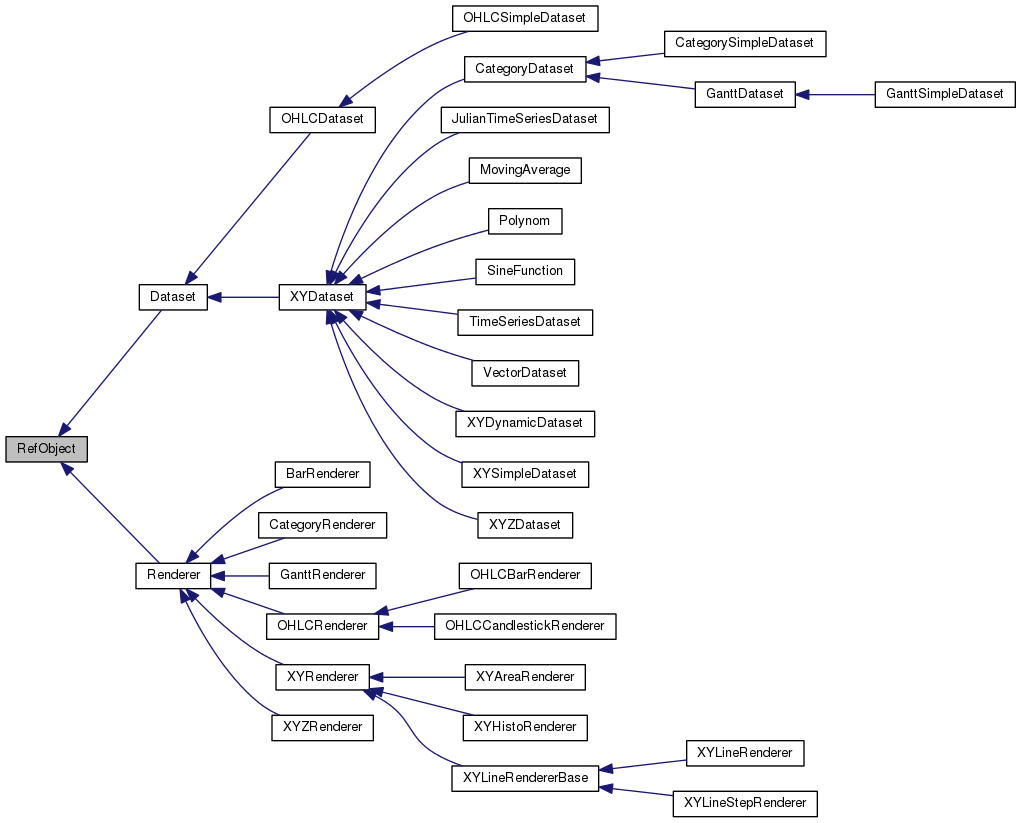 OHLCSimpleDataset
CategorySimpleDataset
CategoryDataset
GanttDataset
GanttSimpleDataset
OHLCDataset
JulianTimeSeriesDataset
MovingAverage
Polynom
SineFunction
Dataset
XYDataset
TimeSeriesDataset
VectorDataset
XYDynamicDataset
RefObject
BarRenderer
XYSimpleDataset
CategoryRenderer
XYZDataset
Renderer
GanttRenderer
OHLCBarRenderer
OHLCRenderer
OHLCCandlestickRenderer
XYRenderer
XYAreaRenderer
XYZRenderer
XYHistoRenderer
XYLineRenderer
XYLineRendererBase
XYLineStepRenderer